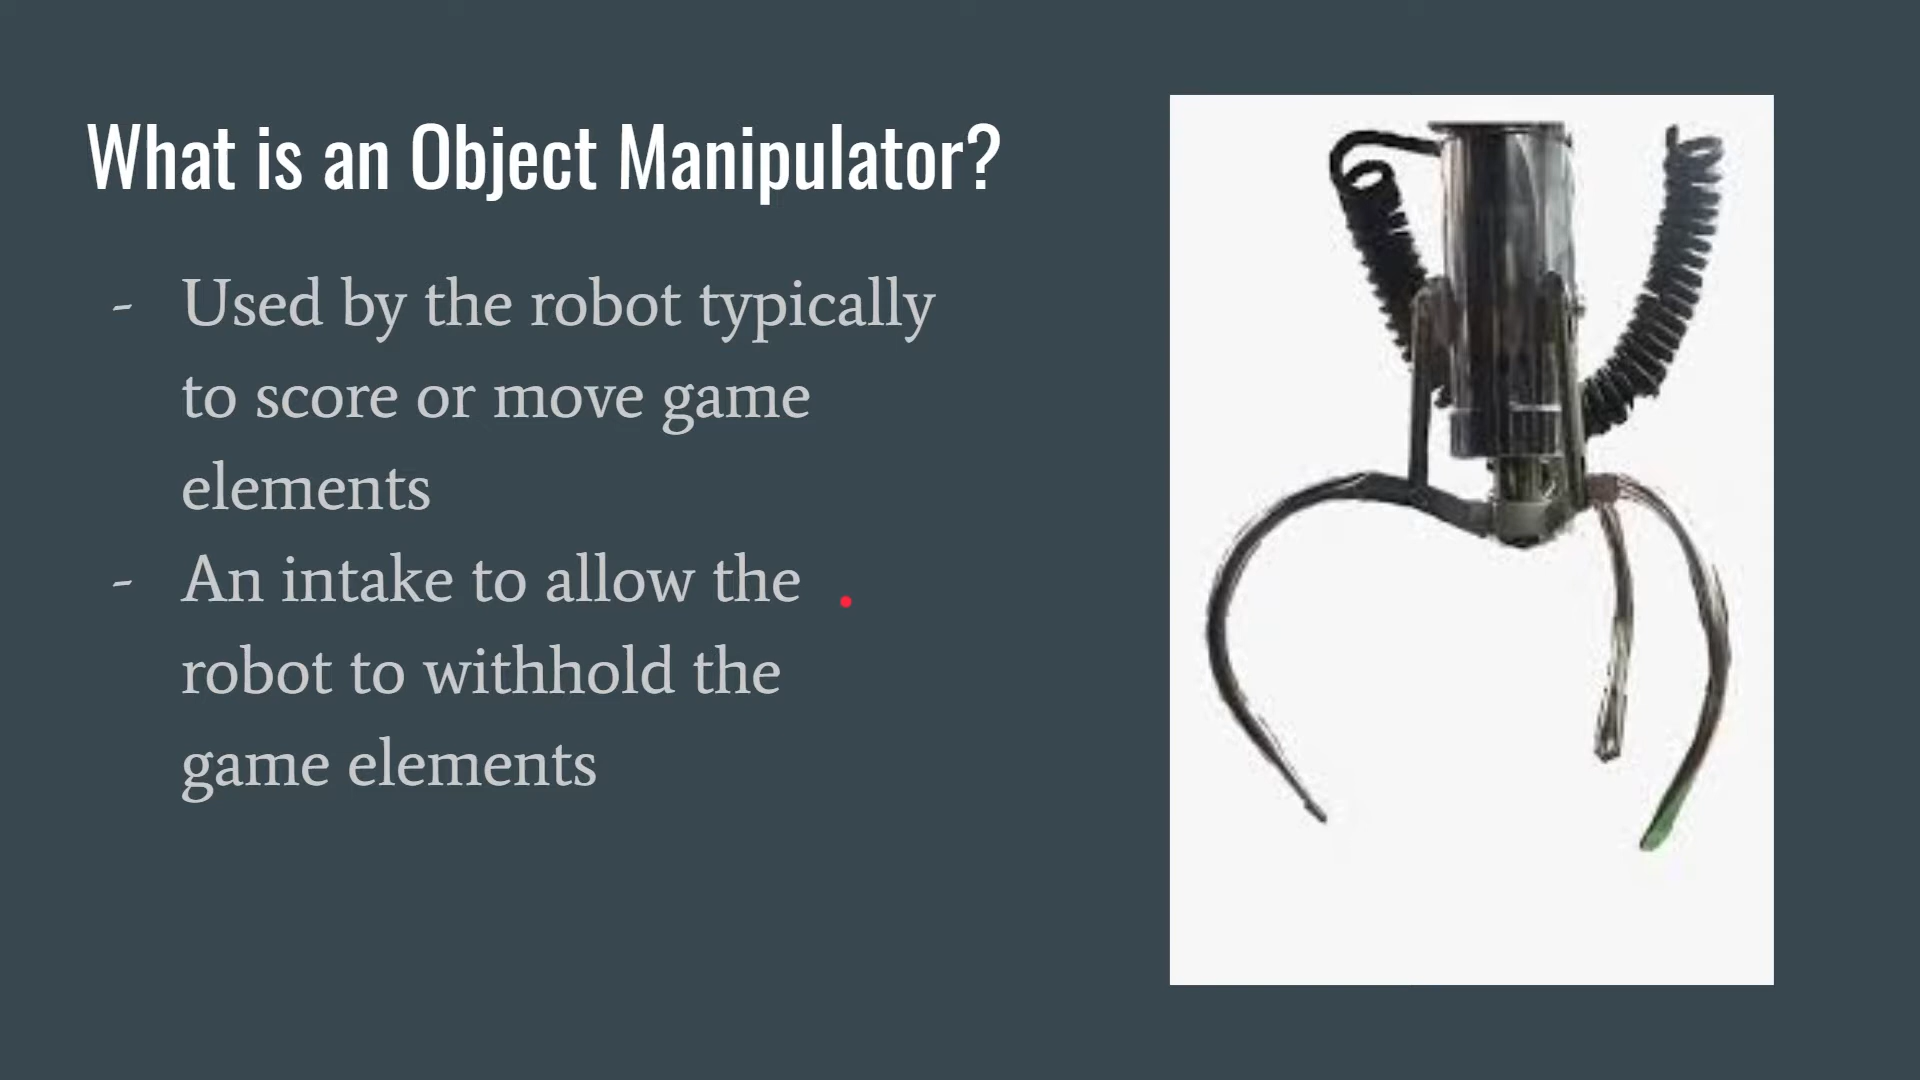 What is an Object Manipulator?
- Used by the robot typically
to score or move game
elements
- An intake to allow the
robot to withhold the
game elements